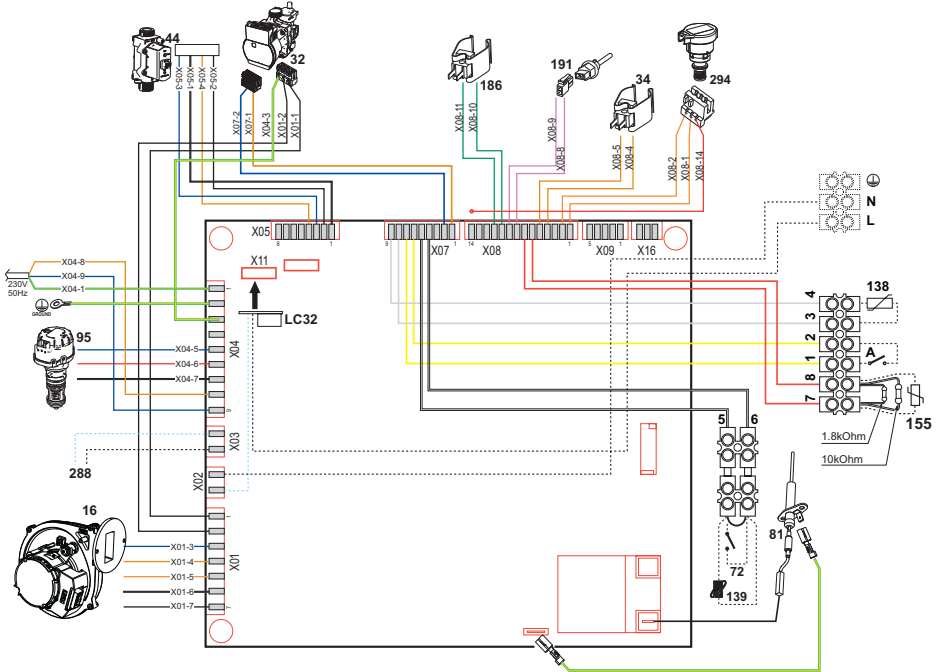 44
X05-3
X05-1
X05-4
X05-2
32
X07-2
X07-1
X04-3
X01-2
X01-1
186
X08-11
X08-10
191
X08-9
X08-8
34
X08-5
X08-4
294
X08-2
X08-1
X08-14
N
L
X05
8
1
9
X07
1
14
X08
1
5
X09
1
X16
X11
LC32
X04-8
X04-9
X04-1
230V
50Hz
GROUND
95
X04-5
X04-6
X04-7
1
X04
9
X03
288
X02
16
X01-3
X01-4
X01-5
X01-6
X01-7
1
X01
7
4
3
2
1
8
7
138
A
155
1.8kOhm
10kOhm
5
6
72
139
81